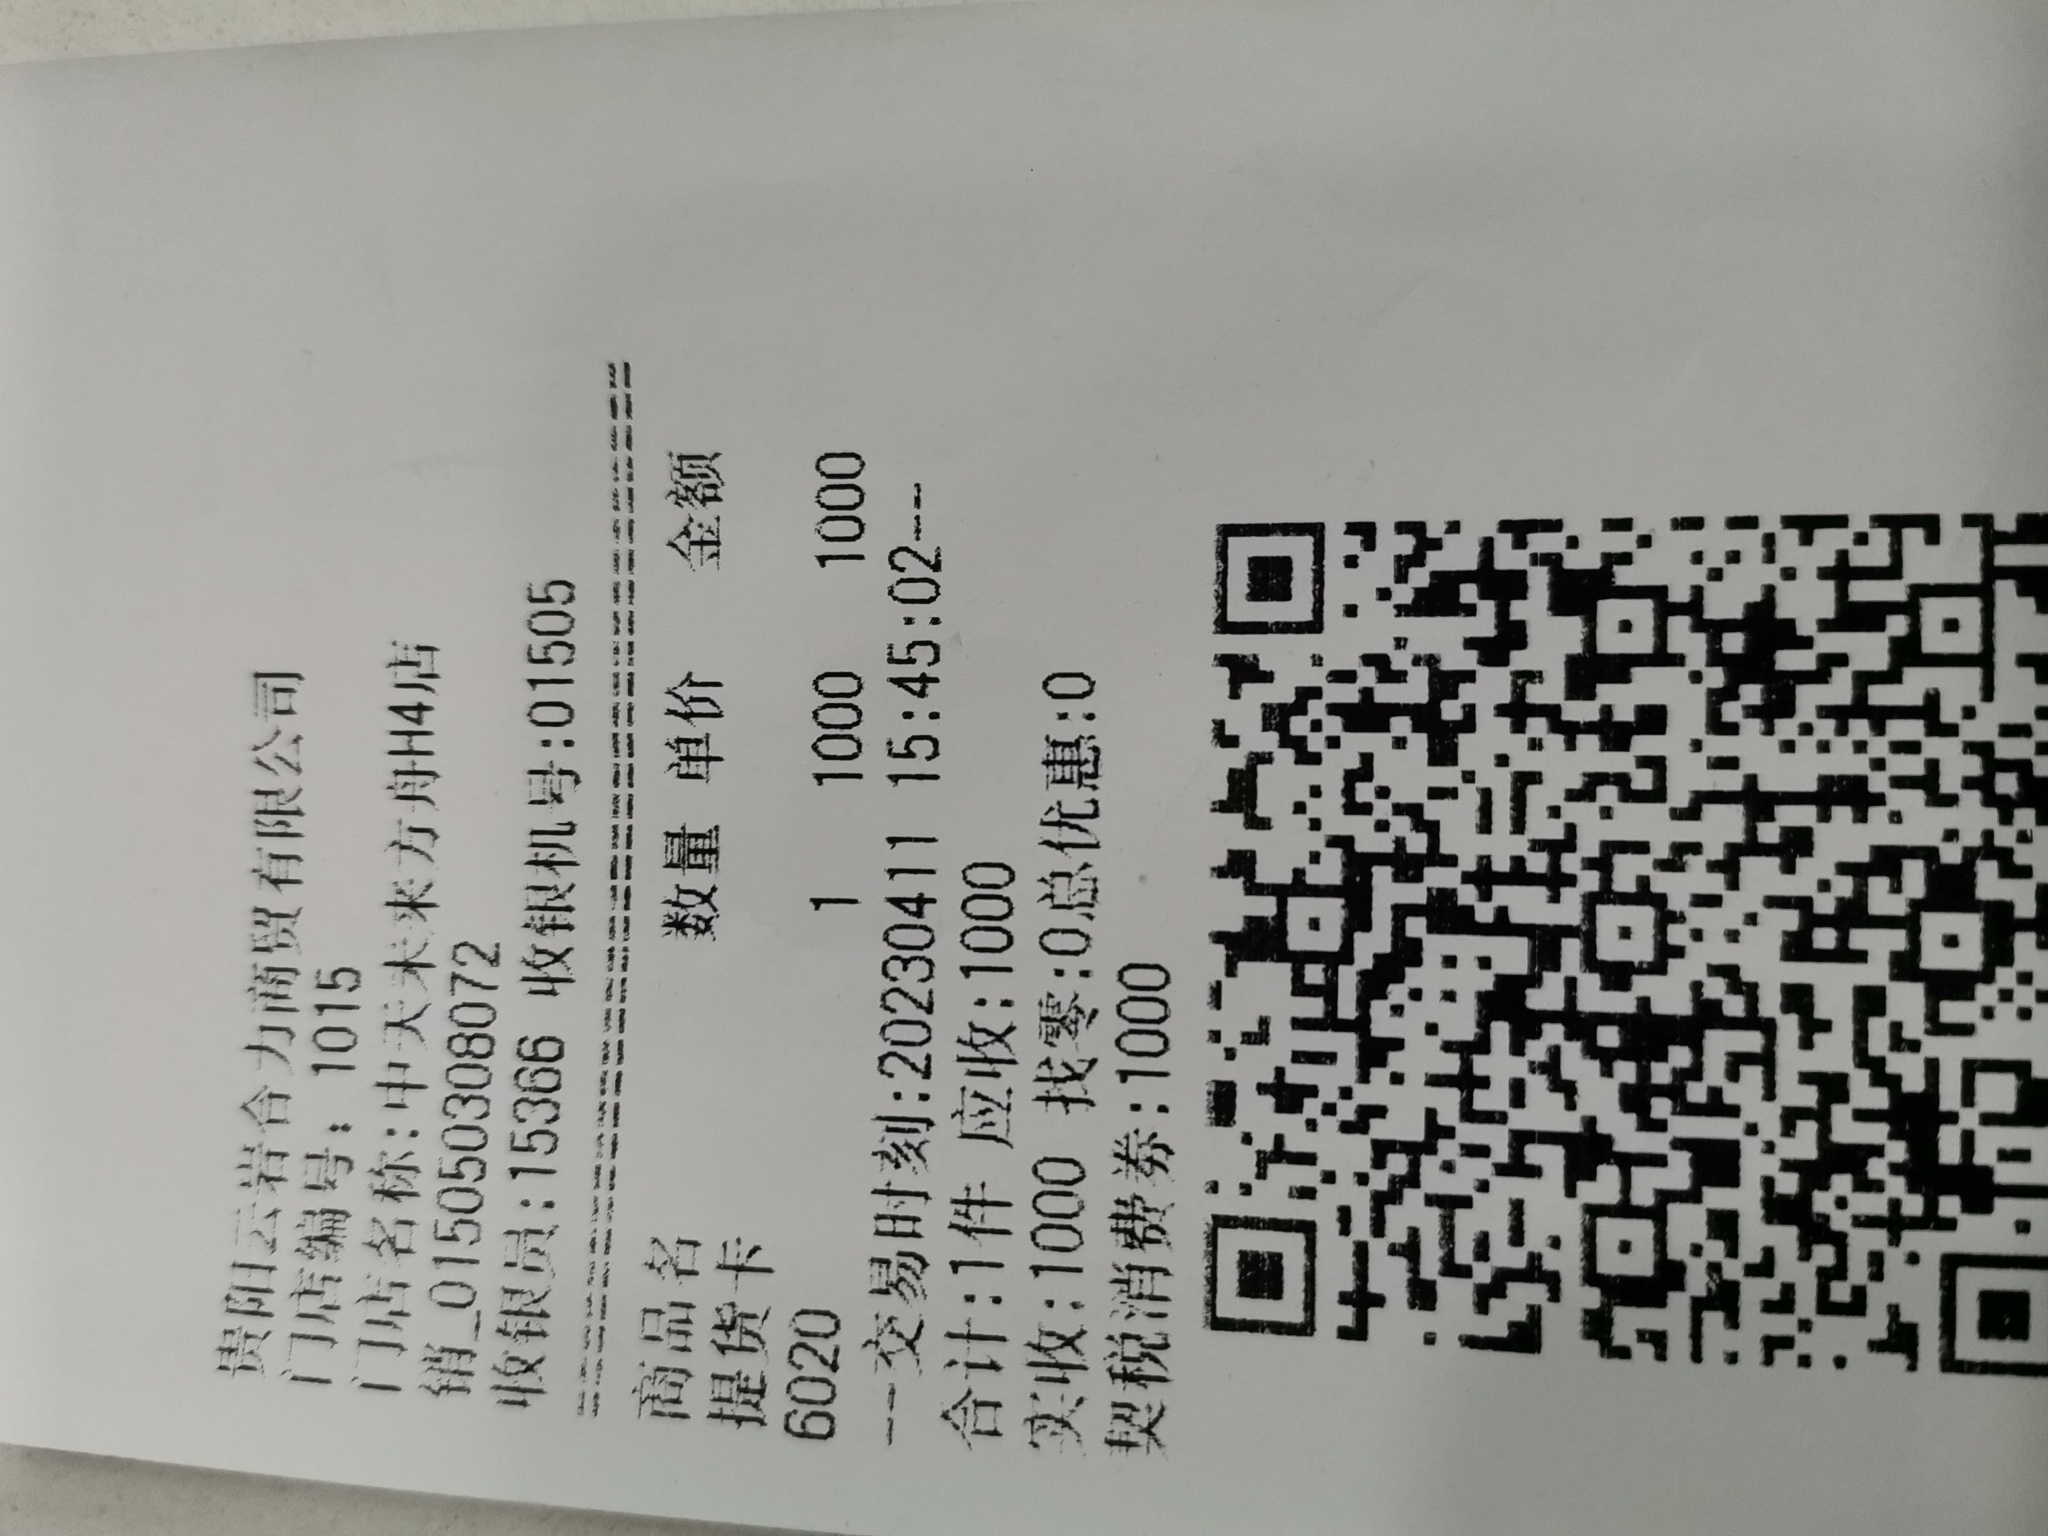 贵阳云岩合力商贸有限公司
门店编号: 1015
门店名称:中天未来方舟H4店
销_015050308072
收银员:15366 收银机号:01505
商品名 数量 单价 金额
提货卡
6020 1 1000 1000
---交易时刻:20230411 15:45:02---
合计:1件 应收:1000
实收:1000 找零:0总优惠:0
契税消费券:1000